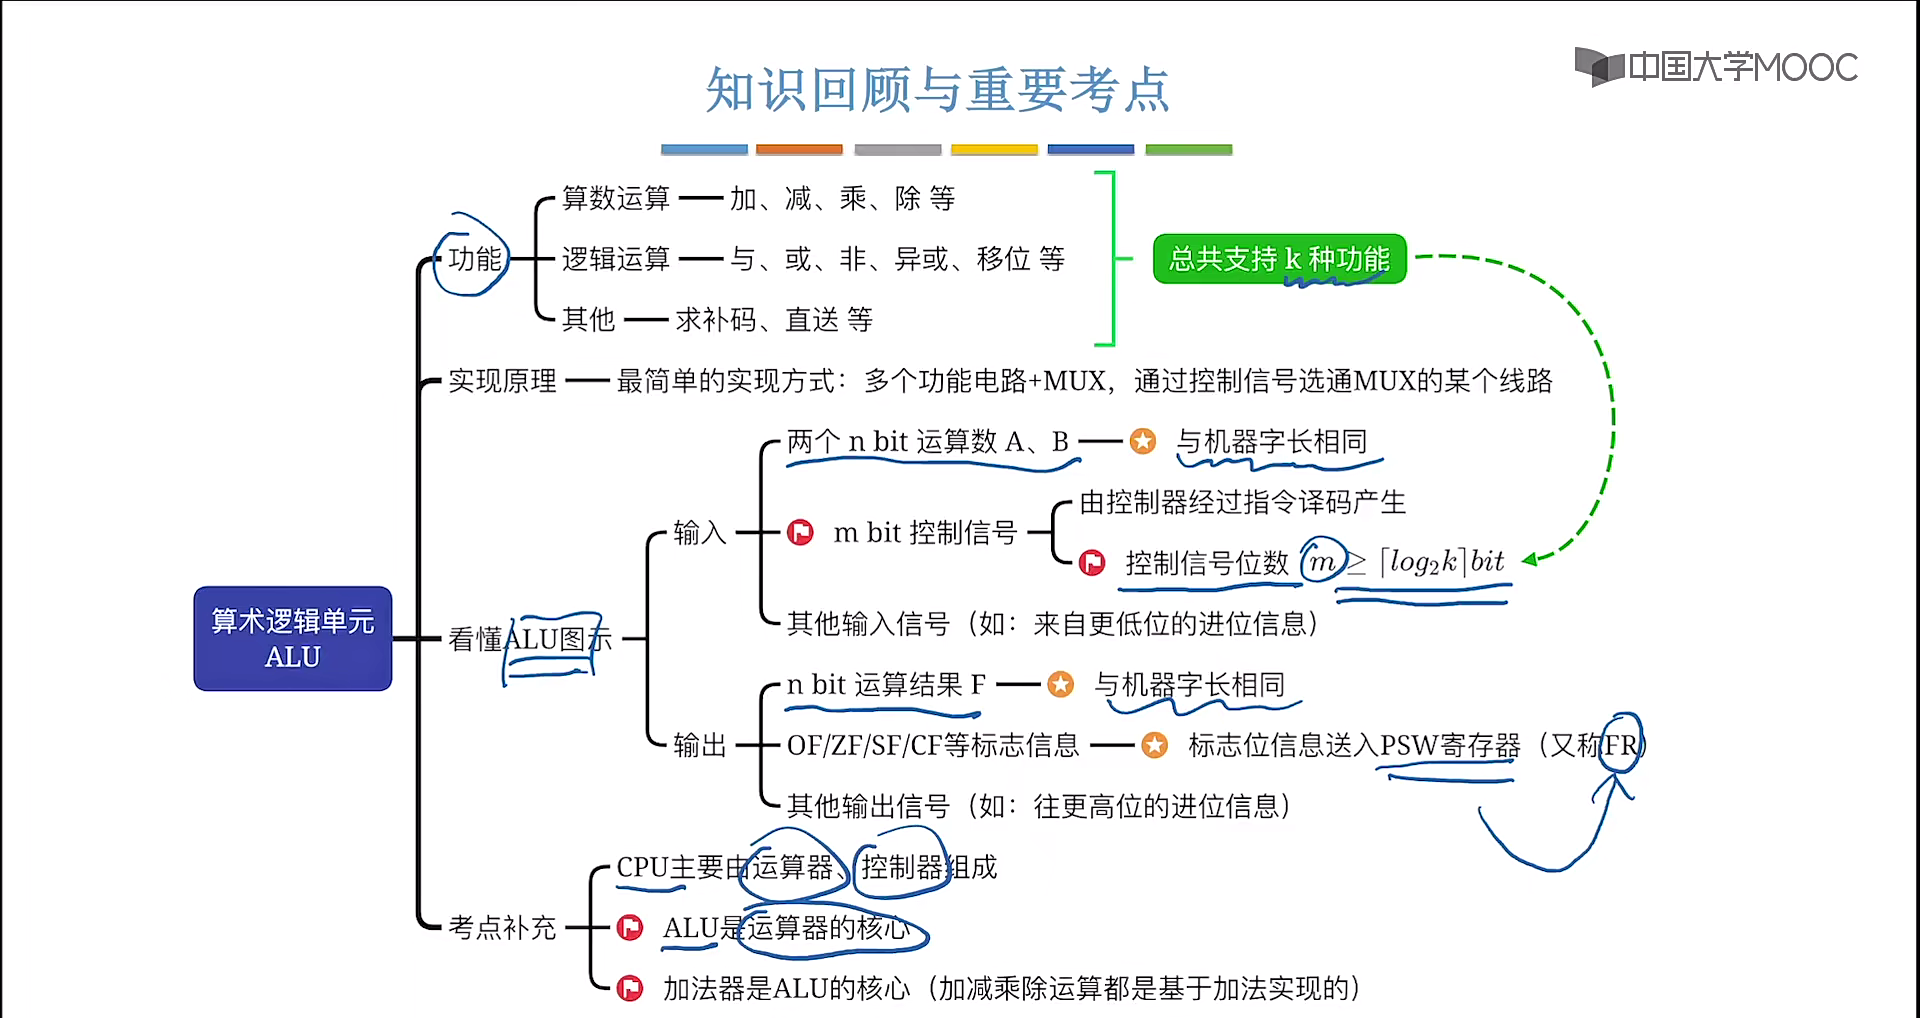 中国大学MOOC
知识回顾与重要考点
算术逻辑单元
ALU
功能
算数运算
加、减、乘、除 等
逻辑运算
与、或、非、异或、移位 等
其他
求补码、直送 等
总共支持 k 种功能
实现原理
最简单的实现方式：多个功能电路+MUX，通过控制信号选通MUX的某个线路
看懂ALU图示
输入
两个 n bit 运算数 A、B
与机器字长相同
m bit 控制信号
由控制器经过指令译码产生
控制信号位数 m ≥ ⌈log₂k⌉bit
其他输入信号（如：来自更低位的进位信息）
输出
n bit 运算结果 F
与机器字长相同
OF/ZF/SF/CF等标志信息
标志位信息送入PSW寄存器（又称FR）
其他输出信号（如：往更高位的进位信息）
考点补充
CPU主要由运算器、控制器组成
ALU是运算器的核心
加法器是ALU的核心（加减乘除运算都是基于加法实现的）